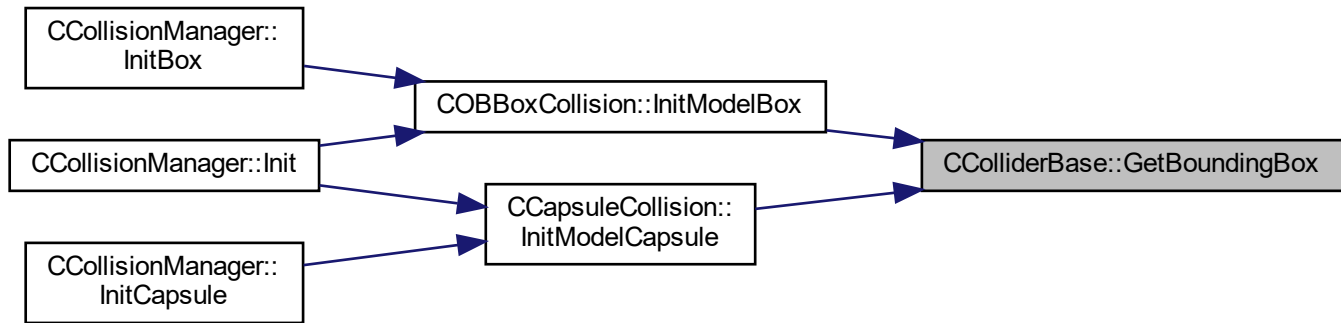 CCollisionManager::
InitBox
COBBoxCollision::InitModelBox
CCollisionManager::Init
CColliderBase::GetBoundingBox
CCapsuleCollision::
InitModelCapsule
CCollisionManager::
InitCapsule